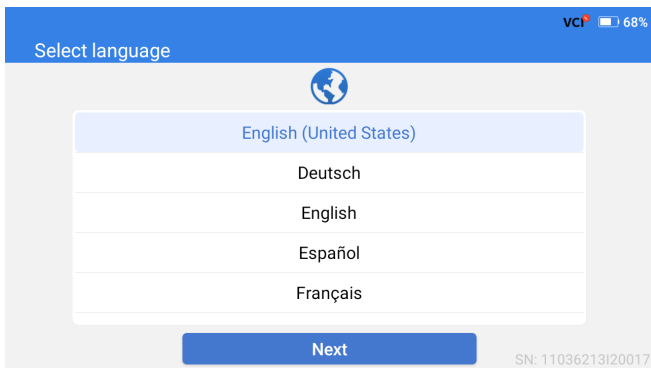 VCI 68%
Select language
English (United States)
Deutsch
English
Español
Français
Next
SN: 11036213I20017